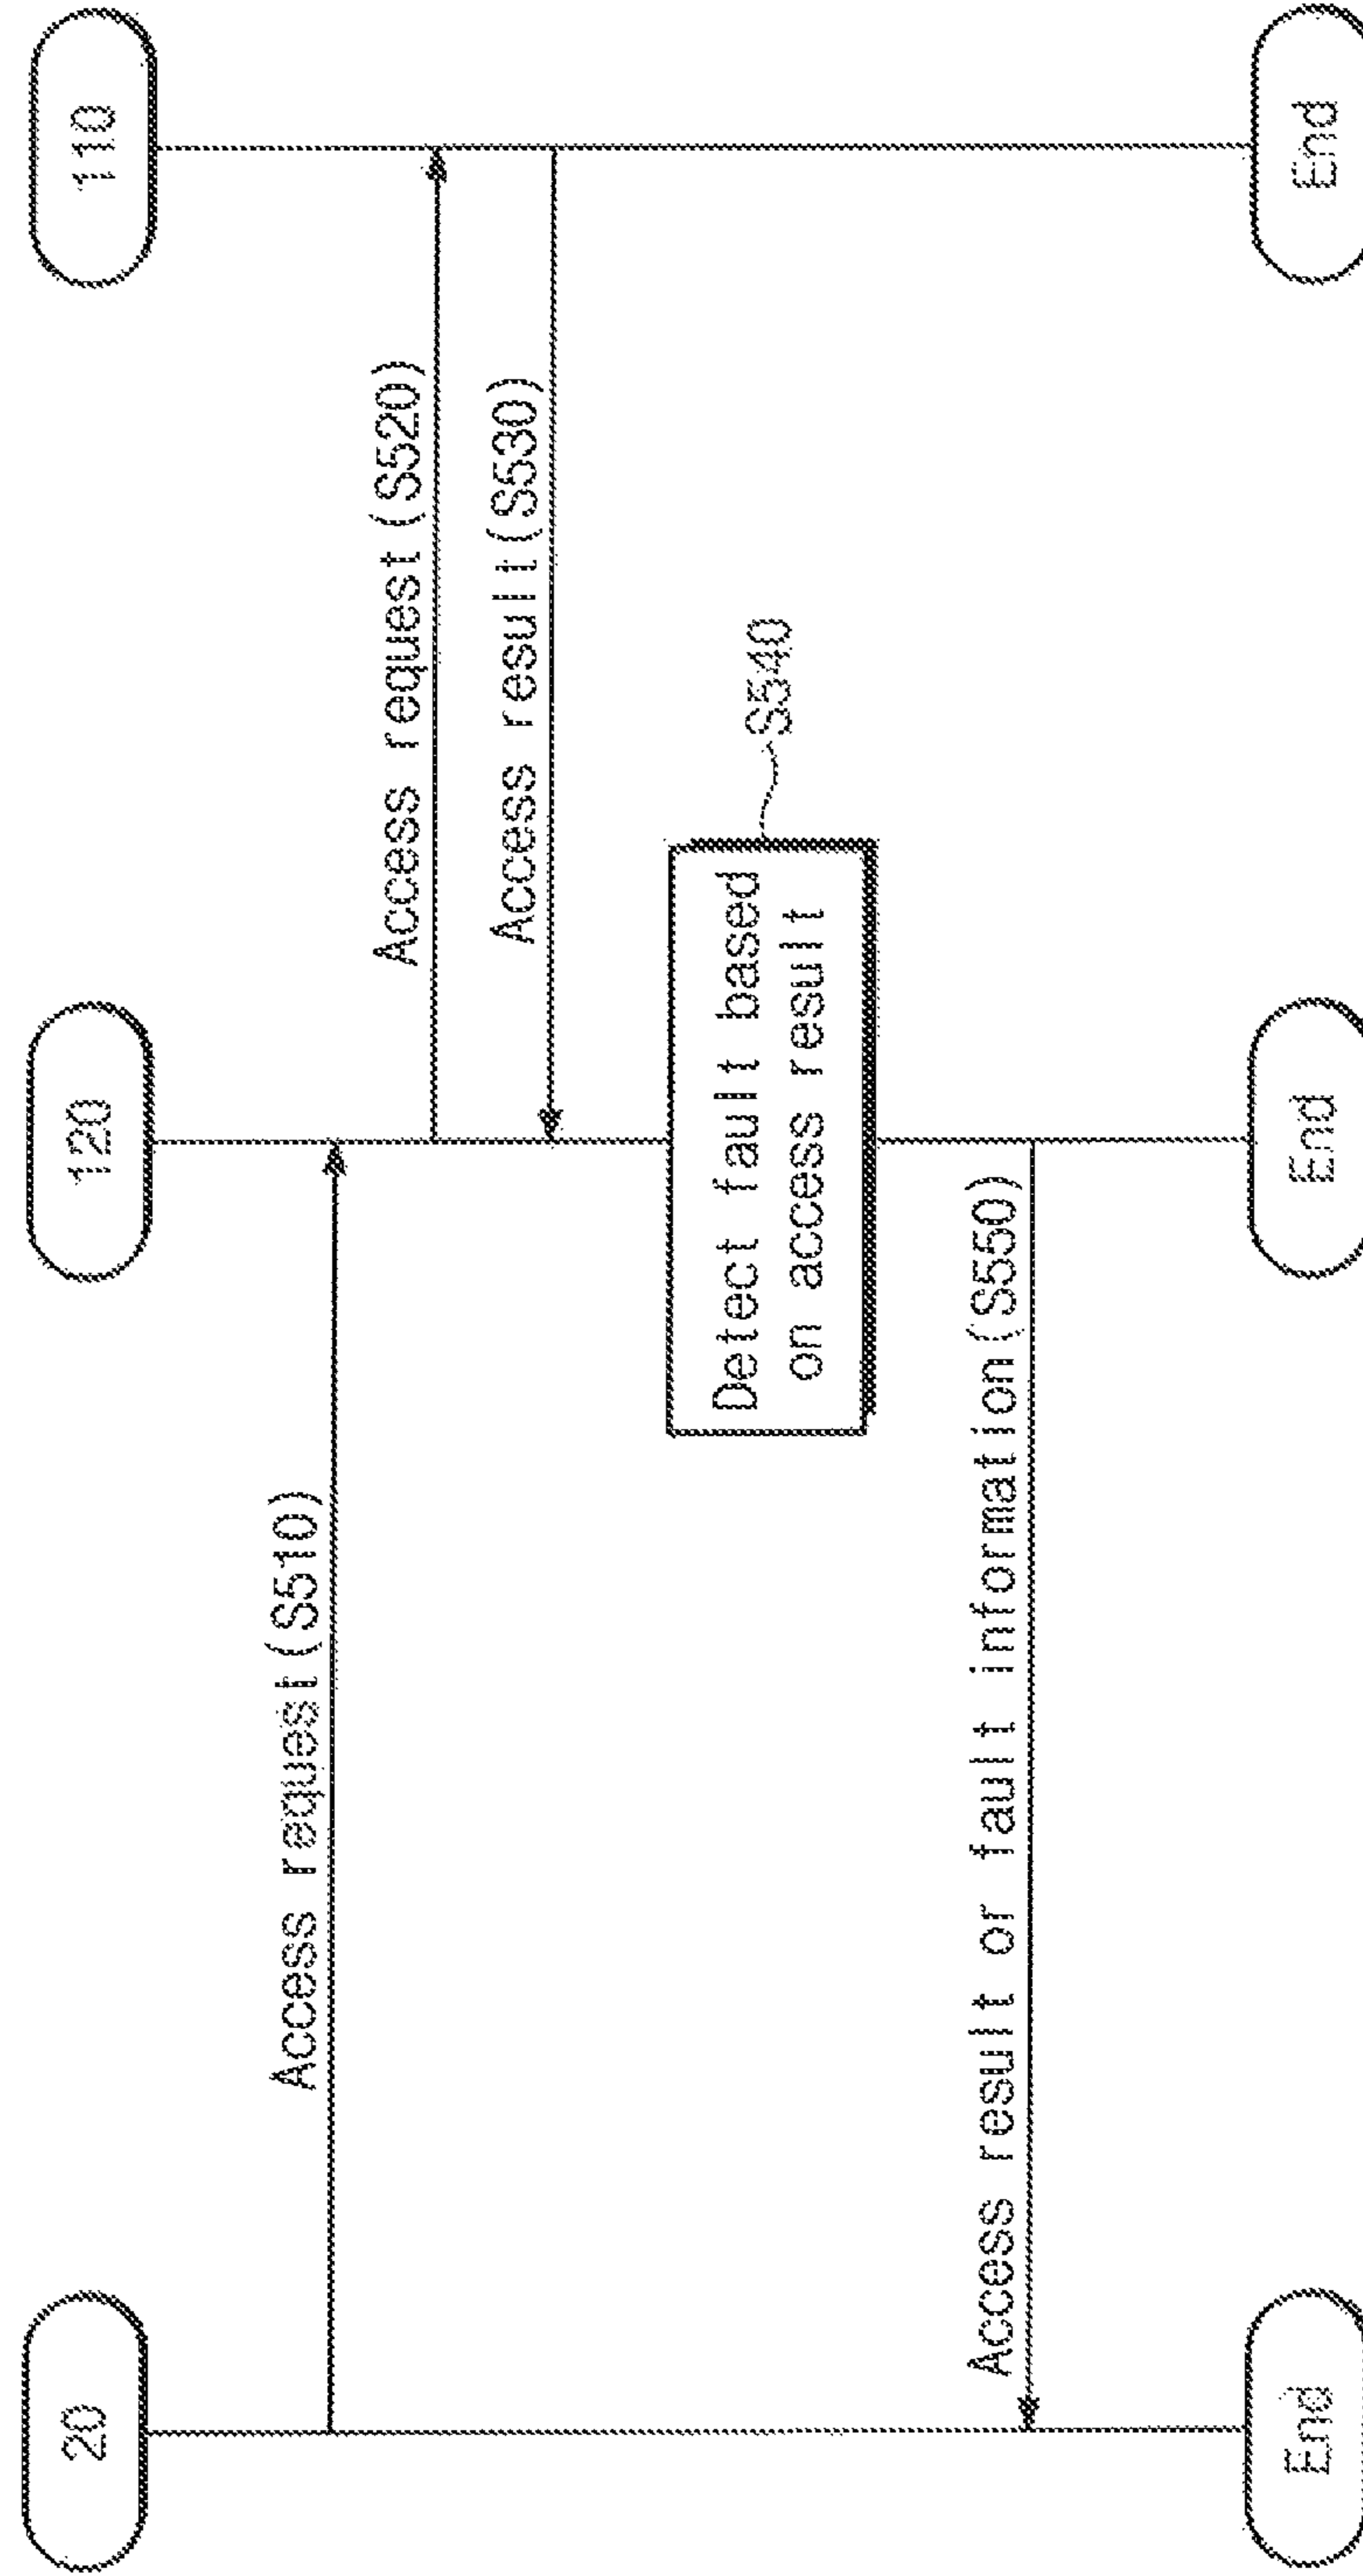 20
120
110
Access request(S510)
Access request(S520)
Access result(S530)
Detect fault based
on access result
S540
Access result or fault information(S550)
End
End
End